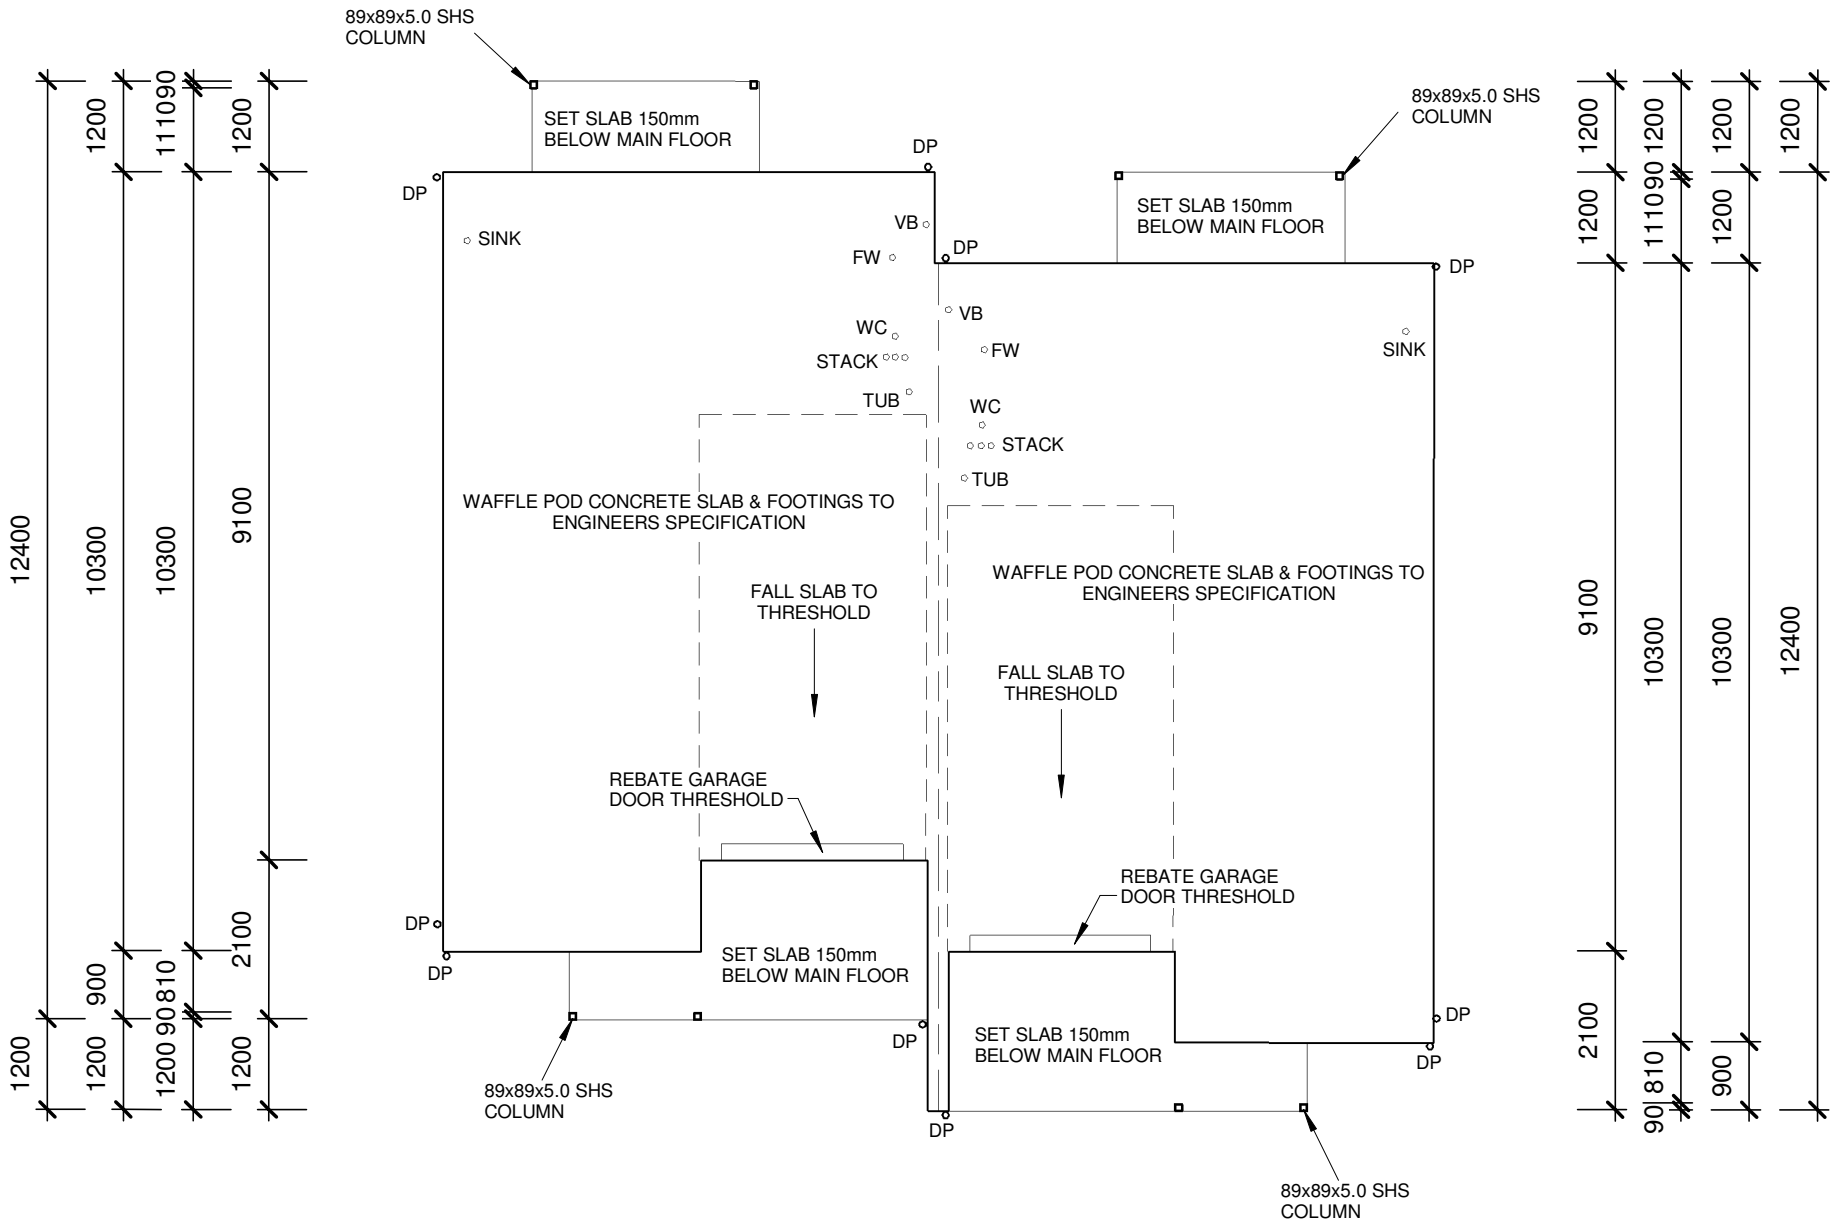 89x89x5.0 SHS
COLUMN
SET SLAB 150mm
BELOW MAIN FLOOR
89x89x5.0 SHS
COLUMN
SET SLAB 150mm
BELOW MAIN FLOOR
DP
DP
DP
DP
SINK
VB
FW
WC
STACK
TUB
VB
FW
SINK
WC
STACK
TUB
WAFFLE POD CONCRETE SLAB & FOOTINGS TO
ENGINEERS SPECIFICATION
WAFFLE POD CONCRETE SLAB & FOOTINGS TO
ENGINEERS SPECIFICATION
FALL SLAB TO
THRESHOLD
FALL SLAB TO
THRESHOLD
REBATE GARAGE
DOOR THRESHOLD
REBATE GARAGE
DOOR THRESHOLD
DP
DP
SET SLAB 150mm
BELOW MAIN FLOOR
DP
SET SLAB 150mm
BELOW MAIN FLOOR
DP
DP
DP
89x89x5.0 SHS
COLUMN
89x89x5.0 SHS
COLUMN
12400
1200
1200
10300
900
1200
90
1110
10300
810
90
1200
1200
9100
2100
1200
1200
1200
9100
2100
1200
90
1110
10300
810
90
1200
1200
10300
900
1200
12400